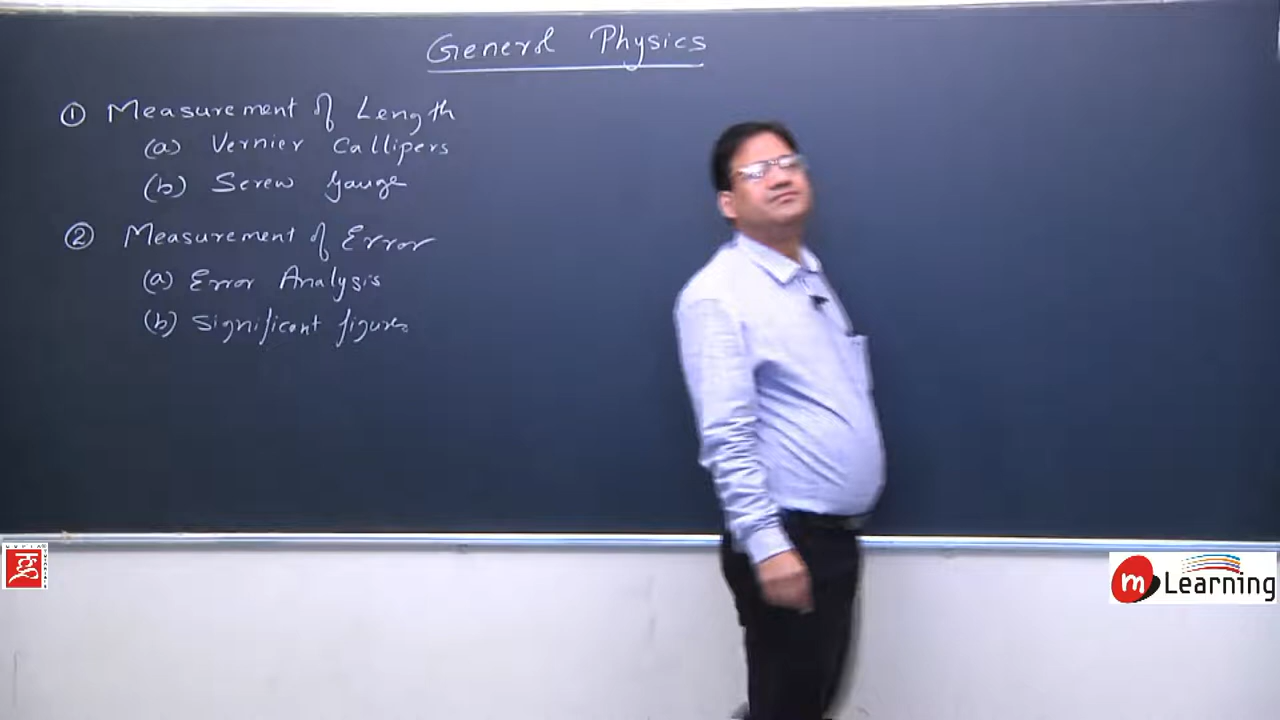 General Physics
① Measurement of Length
(a) Vernier Callipers
(b) Screw Gauge
② Measurement of Error
(a) Error Analysis
(b) Significant figures
m Learning